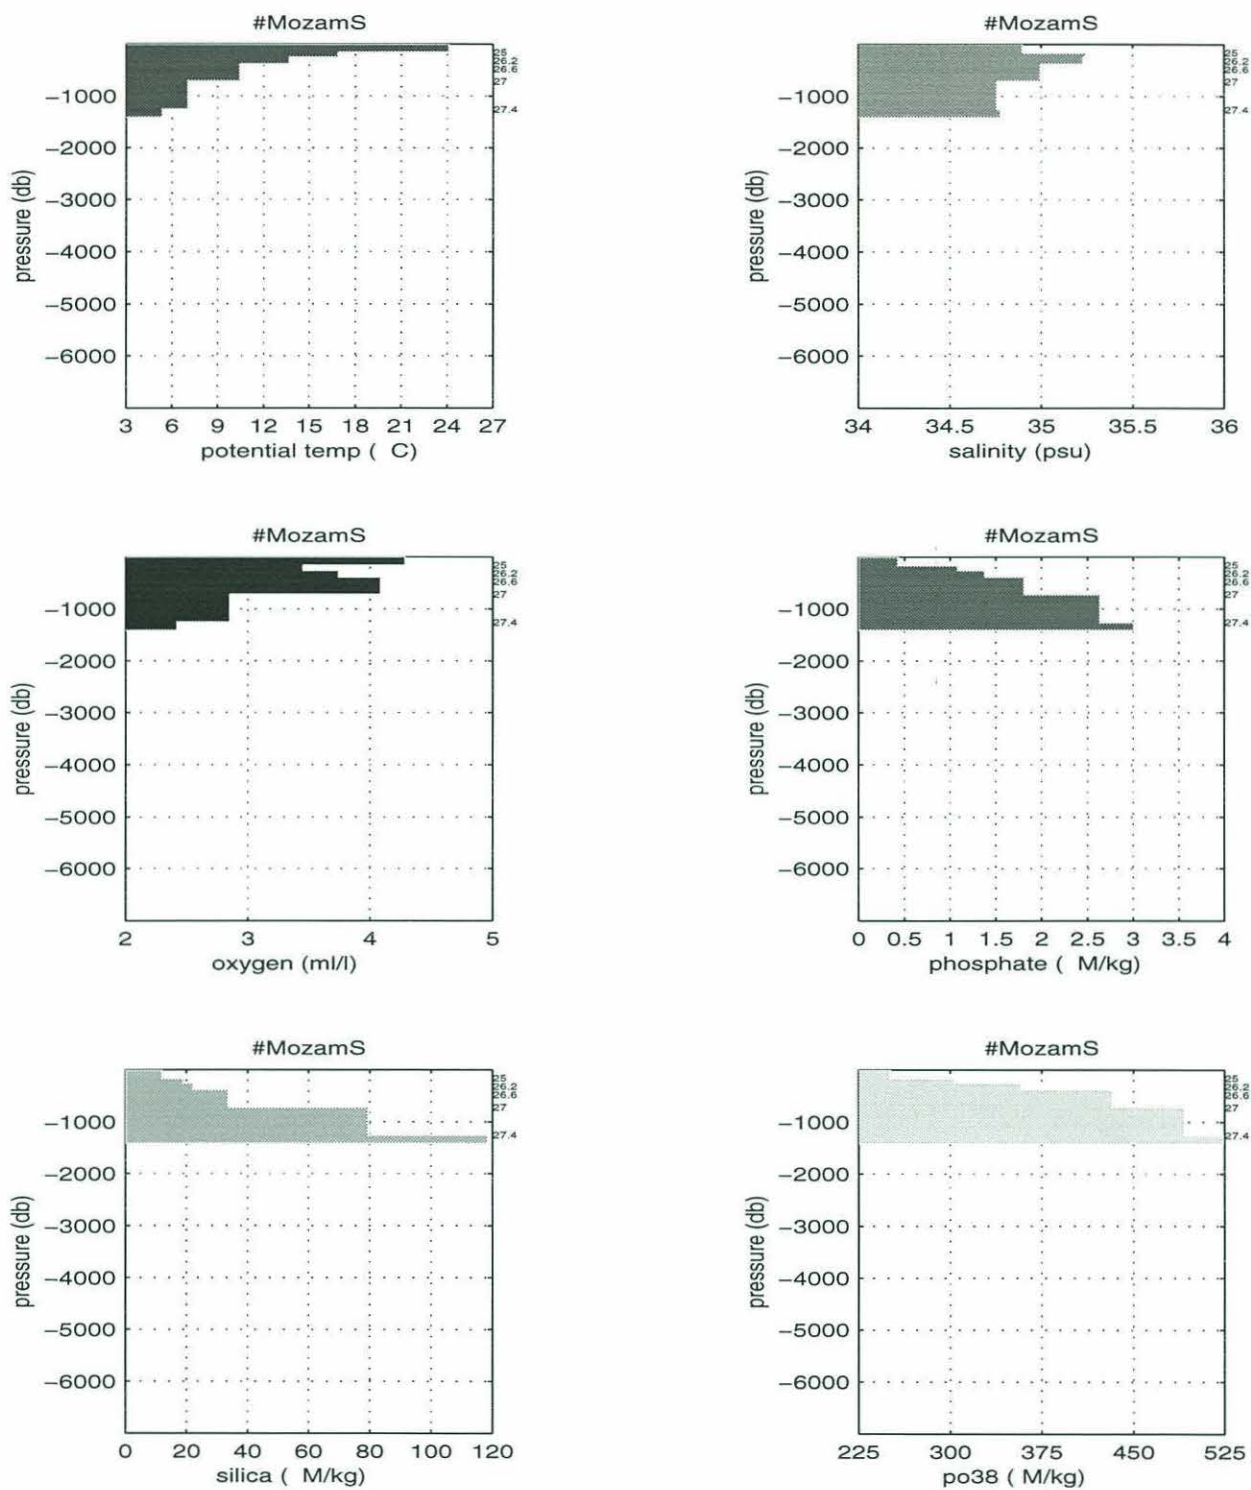 #MozamS
#MozamS
pressure (db)
−1000
−2000
−3000
−4000
−5000
−6000
25
26.2
26.6
27
27.4
3 6 9 12 15 18 21 24 27
potential temp ( C)
pressure (db)
−1000
−2000
−3000
−4000
−5000
−6000
25
26.2
26.6
27
27.4
34 34.5 35 35.5 36
salinity (psu)
#MozamS
#MozamS
pressure (db)
−1000
−2000
−3000
−4000
−5000
−6000
25
26.2
26.6
27
27.4
2 3 4 5
oxygen (ml/l)
pressure (db)
−1000
−2000
−3000
−4000
−5000
−6000
25
26.2
26.6
27
27.4
0 0.5 1 1.5 2 2.5 3 3.5 4
phosphate ( M/kg)
#MozamS
#MozamS
pressure (db)
−1000
−2000
−3000
−4000
−5000
−6000
25
26.2
26.6
27
27.4
0 20 40 60 80 100 120
silica ( M/kg)
pressure (db)
−1000
−2000
−3000
−4000
−5000
−6000
25
26.2
26.6
27
27.4
225 300 375 450 525
po38 ( M/kg)